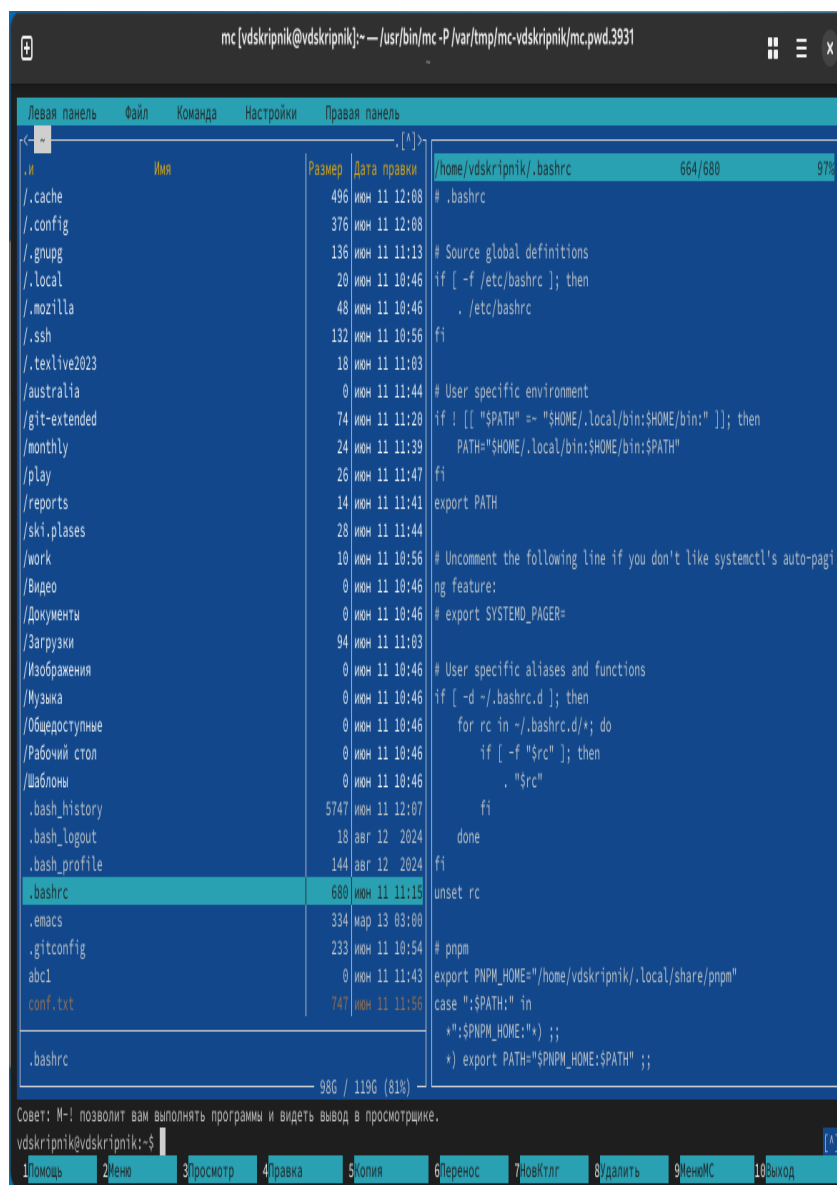 mc [vdskripnik@vdskripnik]:~ — /usr/bin/mc -P /var/tmp/mc-vdskripnik/mc.pwd.3931
~
Левая панель Файл Команда Настройки Правая панель
<- ~ .[^]>
.и Имя Размер Дата правки
/.cache 496 июн 11 12:08
/.config 376 июн 11 12:08
/.gnupg 136 июн 11 11:13
/.local 20 июн 11 10:46
/.mozilla 48 июн 11 10:46
/.ssh 132 июн 11 10:56
/.texlive2023 18 июн 11 11:03
/australia 0 июн 11 11:44
/git-extended 74 июн 11 11:20
/monthly 24 июн 11 11:39
/play 26 июн 11 11:47
/reports 14 июн 11 11:41
/ski.plases 28 июн 11 11:44
/work 10 июн 11 10:56
/Видео 0 июн 11 10:46
/Документы 0 июн 11 10:46
/Загрузки 94 июн 11 11:03
/Изображения 0 июн 11 10:46
/Музыка 0 июн 11 10:46
/Общедоступные 0 июн 11 10:46
/Рабочий стол 0 июн 11 10:46
/Шаблоны 0 июн 11 10:46
.bash_history 5747 июн 11 12:07
.bash_logout 18 авг 12 2024
.bash_profile 144 авг 12 2024
.bashrc 680 июн 11 11:15
.emacs 334 мар 13 03:00
.gitconfig 233 июн 11 10:54
abc1 0 июн 11 11:43
conf.txt 747 июн 11 11:56
.bashrc
98G / 119G (81%)
/home/vdskripnik/.bashrc 664/680 97%
# .bashrc
# Source global definitions
if [ -f /etc/bashrc ]; then
. /etc/bashrc
fi
# User specific environment
if ! [[ "$PATH" =~ "$HOME/.local/bin:$HOME/bin:" ]]; then
PATH="$HOME/.local/bin:$HOME/bin:$PATH"
fi
export PATH
# Uncomment the following line if you don't like systemctl's auto-pagi
ng feature:
# export SYSTEMD_PAGER=
# User specific aliases and functions
if [ -d ~/.bashrc.d ]; then
for rc in ~/.bashrc.d/*; do
if [ -f "$rc" ]; then
. "$rc"
fi
done
fi
unset rc
# pnpm
export PNPM_HOME="/home/vdskripnik/.local/share/pnpm"
case ":$PATH:" in
*":$PNPM_HOME:"*) ;;
*) export PATH="$PNPM_HOME:$PATH" ;;
Совет: M-! позволит вам выполнять программы и видеть вывод в просмотрщике.
vdskripnik@vdskripnik:~$ [^]
1Помощь 2Меню 3Просмотр 4Правка 5Копия 6Перенос 7НовКтлг 8Удалить 9МенюMC 10Выход